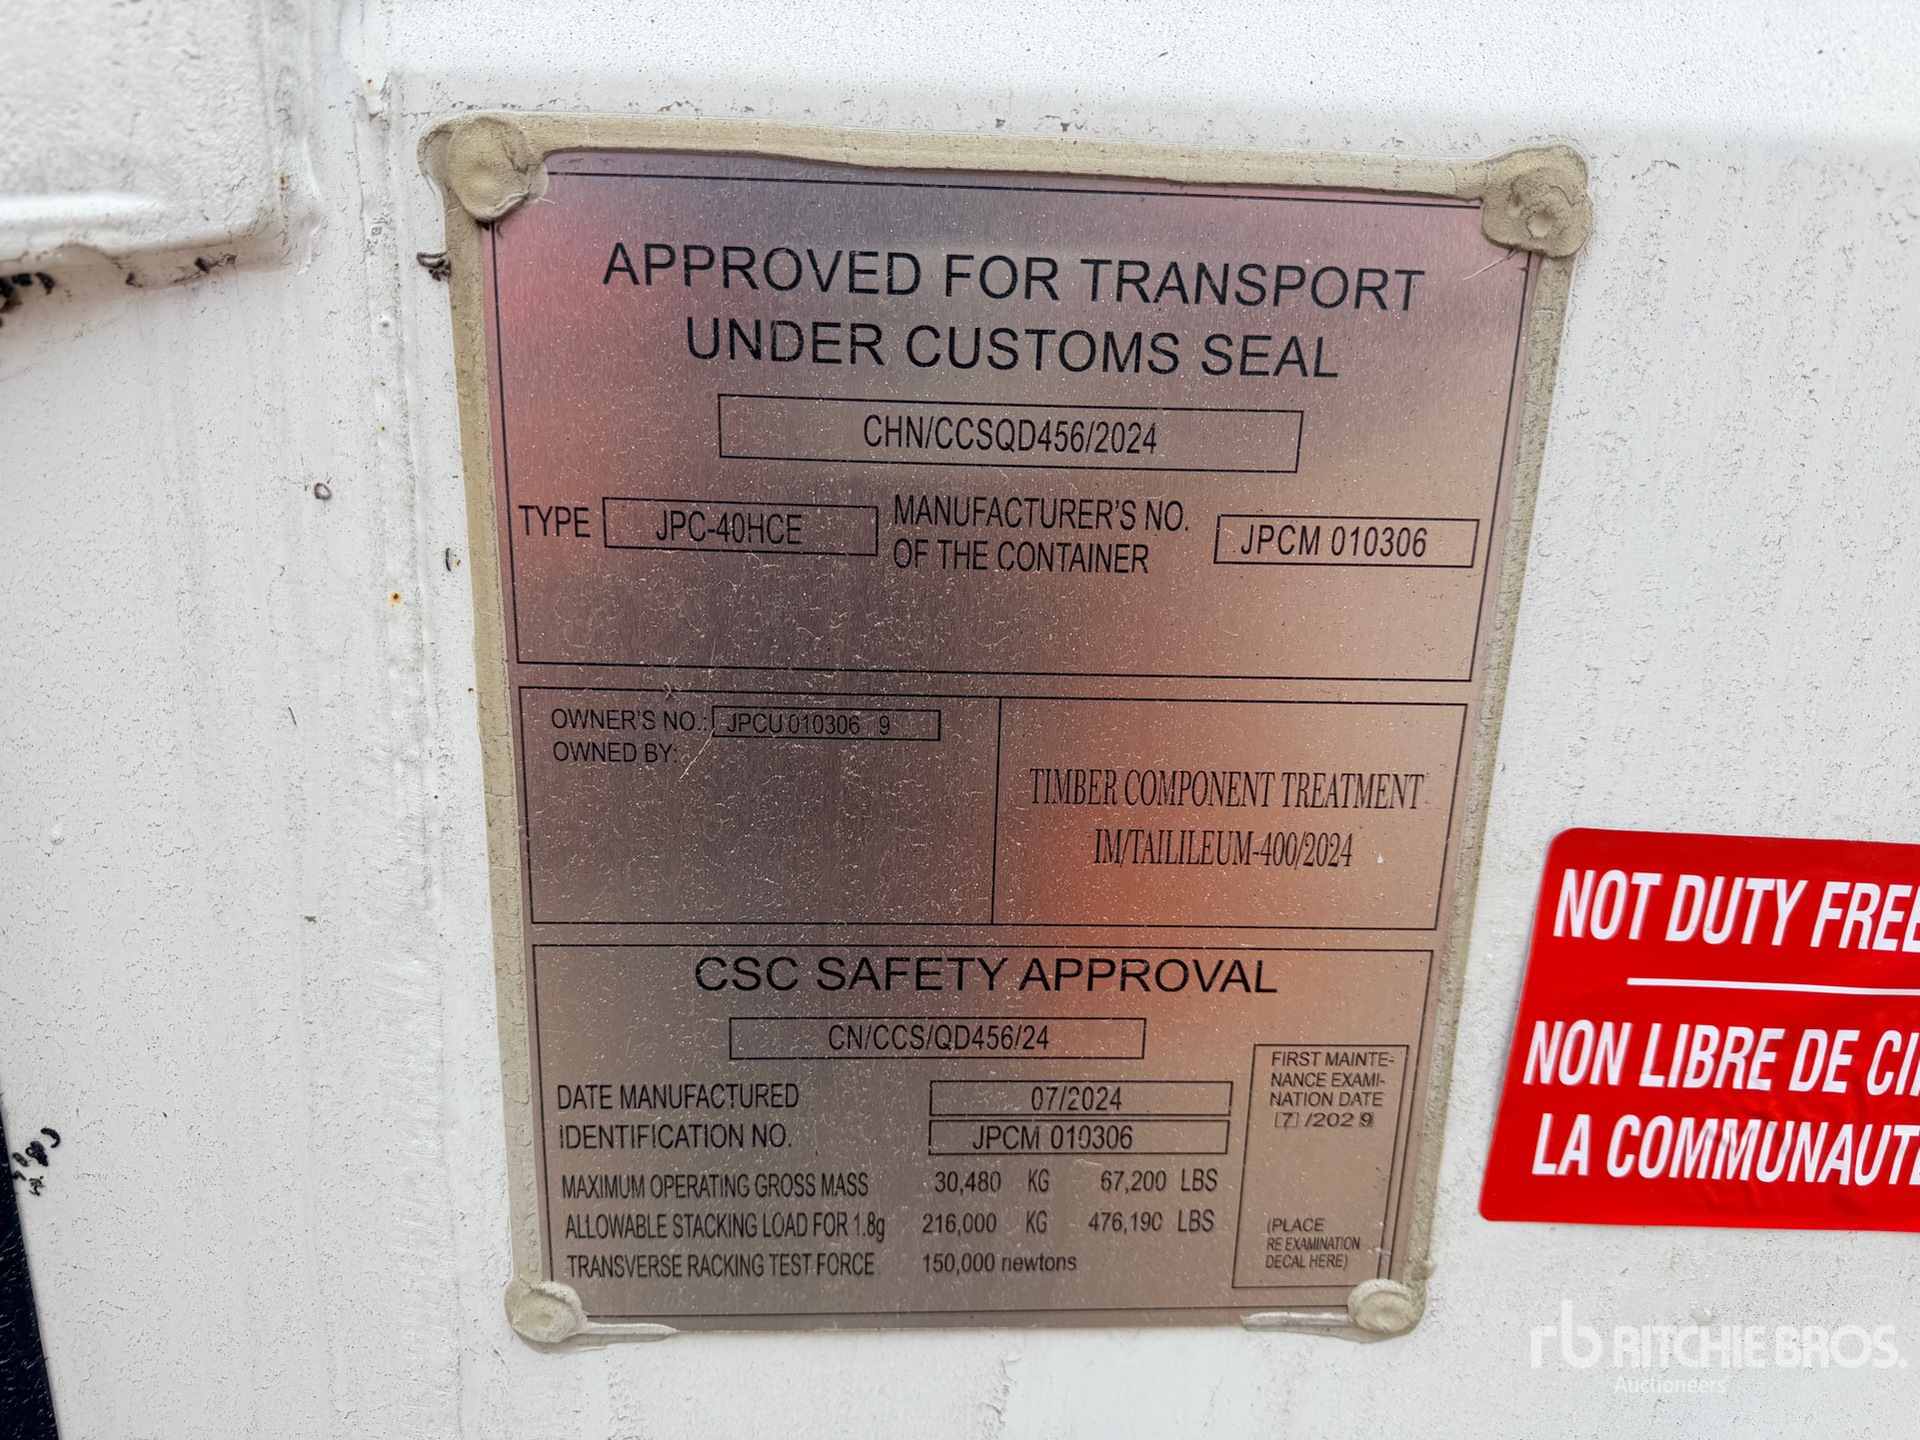 APPROVED FOR TRANSPORT
UNDER CUSTOMS SEAL
CHN/CCSQD456/2024
TYPE JPC-40HCE MANUFACTURER'S NO.
OF THE CONTAINER JPCM 010306
OWNER'S NO.: JPCU 010306 9
OWNED BY:
TIMBER COMPONENT TREATMENT
IM/TAILILEUM-400/2024
CSC SAFETY APPROVAL
CN/CCS/QD456/24
DATE MANUFACTURED 07/2024
IDENTIFICATION NO. JPCM 010306
MAXIMUM OPERATING GROSS MASS 30,480 KG 67,200 LBS
ALLOWABLE STACKING LOAD FOR 1.8g 216,000 KG 476,190 LBS
TRANSVERSE RACKING TEST FORCE 150,000 newtons
FIRST MAINTE-
NANCE EXAMI-
NATION DATE
7 /2029
(PLACE
RE EXAMINATION
DECAL HERE)
NOT DUTY FREE
NON LIBRE DE
LA COMMUNAUTE
rb RITCHIE BROS.
Auctioneers